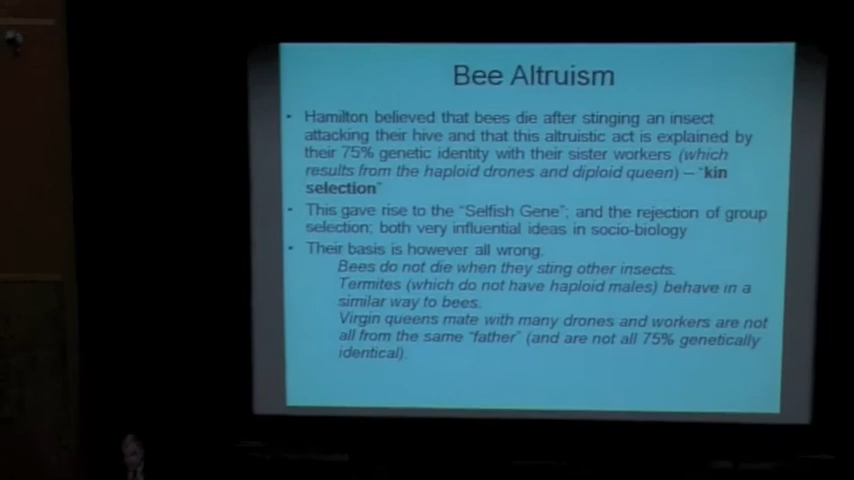 Bee Altruism
• Hamilton believed that bees die after stinging an insect
attacking their hive and that this altruistic act is explained by
their 75% genetic identity with their sister workers (which
results from the haploid drones and diploid queen) – "kin
selection"
• This gave rise to the "Selfish Gene"; and the rejection of group
selection; both very influential ideas in socio-biology
• Their basis is however all wrong.
Bees do not die when they sting other insects.
Termites (which do not have haploid males) behave in a
similar way to bees.
Virgin queens mate with many drones and workers are not
all from the same "father" (and are not all 75% genetically
identical).